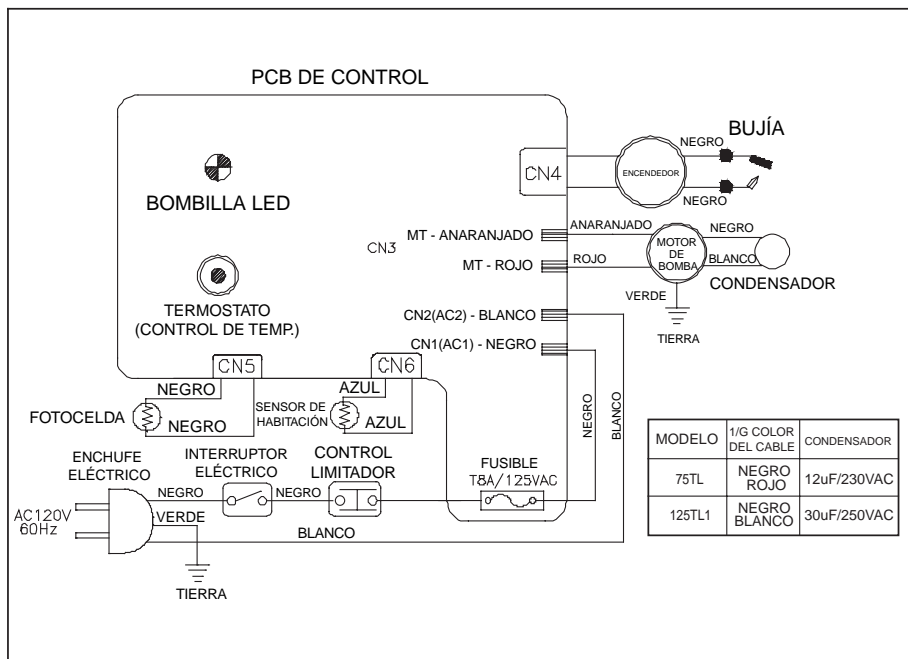 PCB DE CONTROL
BOMBILLA LED
TERMOSTATO
(CONTROL DE TEMP.)
CN4
NEGRO
NEGRO
ENCENDEDOR
BUJÍA
CN3
MT - ANARANJADO
ANARANJADO
MT - ROJO
ROJO
MOTOR
DE
BOMBA
NEGRO
BLANCO
CONDENSADOR
VERDE
TIERRA
CN2(AC2) - BLANCO
CN1(AC1) - NEGRO
NEGRO
BLANCO
CN5
CN6
NEGRO
NEGRO
FOTOCELDA
AZUL
AZUL
SENSOR DE
HABITACIÓN
ENCHUFE
ELÉCTRICO
INTERRUPTOR
ELÉCTRICO
CONTROL
LIMITADOR
FUSIBLE
T8A/125VAC
NEGRO
NEGRO
AC120V
60Hz
VERDE
BLANCO
TIERRA
MODELO 1/G COLOR DEL CABLE CONDENSADOR
75TL NEGRO ROJO 12uF/230VAC
125TL1 NEGRO BLANCO 30uF/250VAC